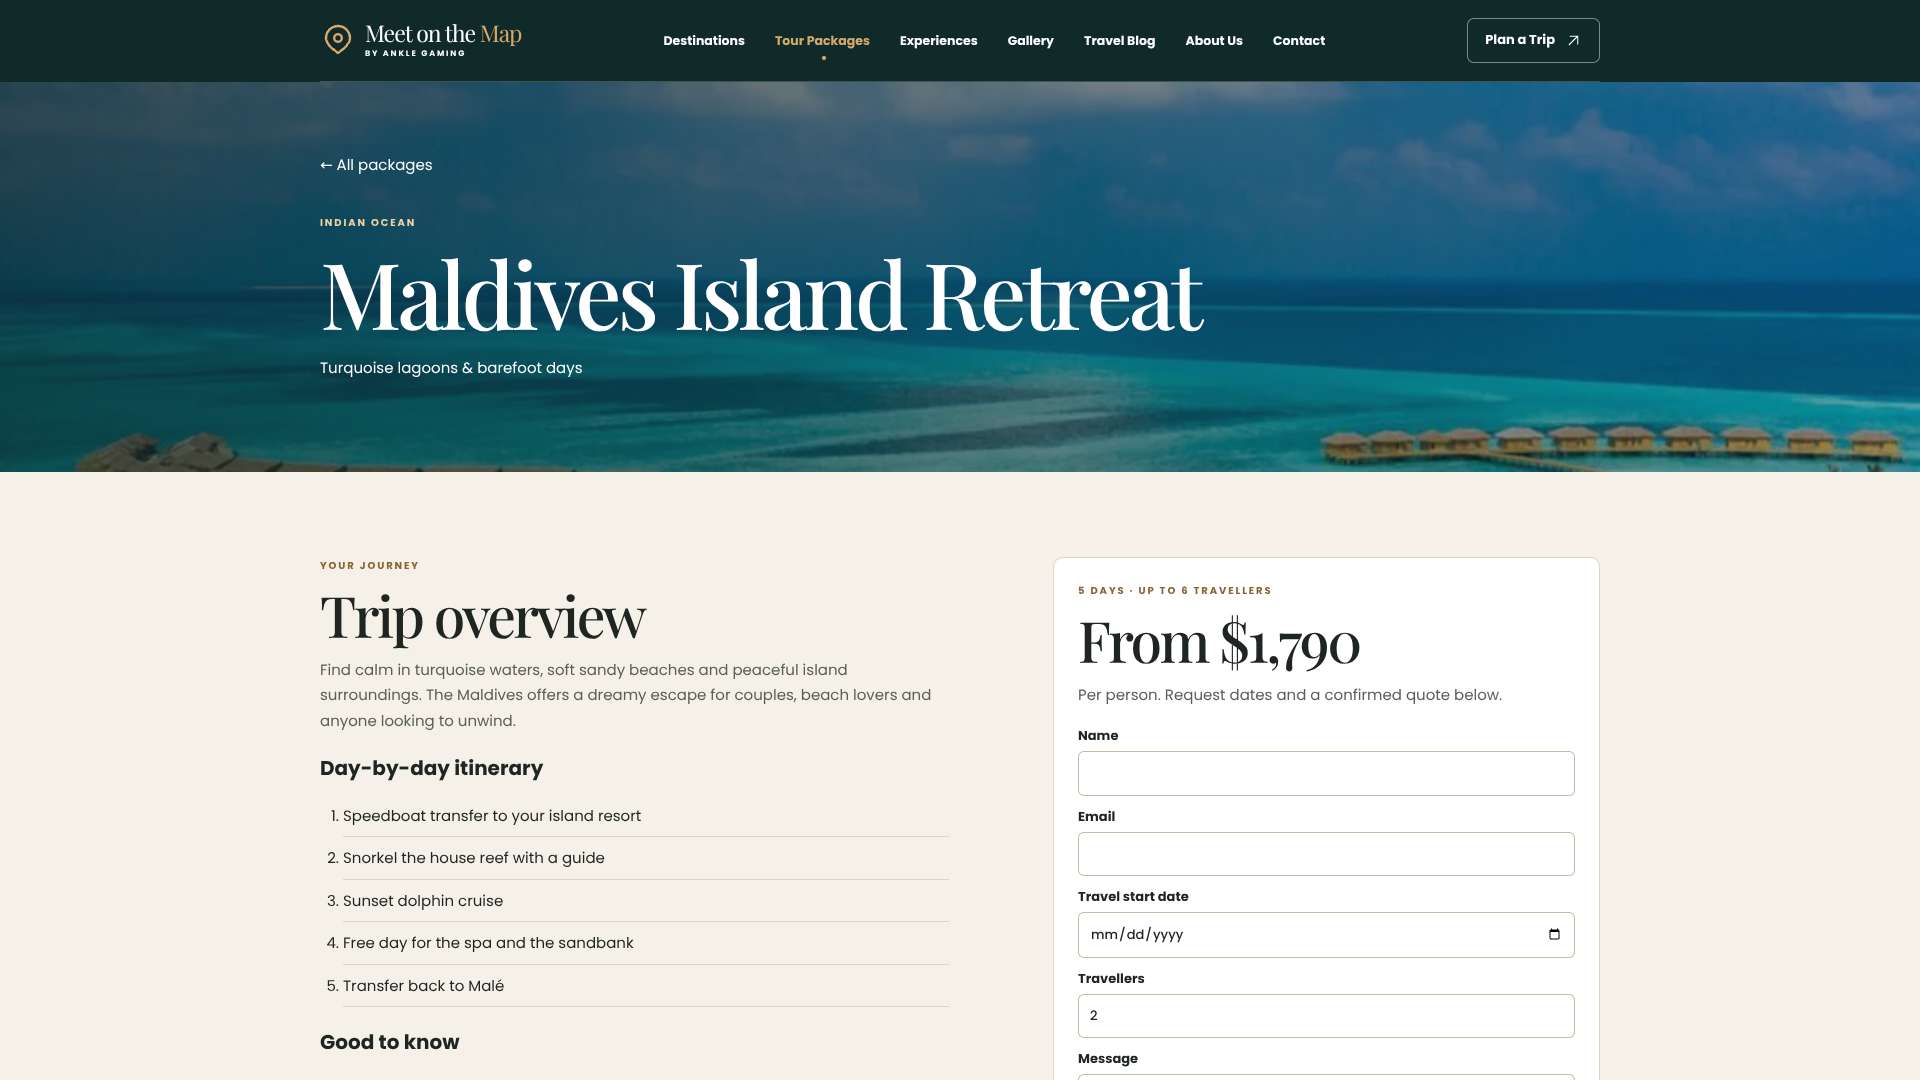 Meet on the Map
BY ANKLE GAMING
Destinations
Tour Packages
Experiences
Gallery
Travel Blog
About Us
Contact
Plan a Trip
← All packages
INDIAN OCEAN
Maldives Island Retreat
Turquoise lagoons & barefoot days
YOUR JOURNEY
Trip overview
Find calm in turquoise waters, soft sandy beaches and peaceful island
surroundings. The Maldives offers a dreamy escape for couples, beach lovers and
anyone looking to unwind.
Day-by-day itinerary
1. Speedboat transfer to your island resort
2. Snorkel the house reef with a guide
3. Sunset dolphin cruise
4. Free day for the spa and the sandbank
5. Transfer back to Malé
Good to know
5 DAYS · UP TO 6 TRAVELLERS
From $1,790
Per person. Request dates and a confirmed quote below.
Name
Email
Travel start date
mm/dd/yyyy
Travellers
2
Message